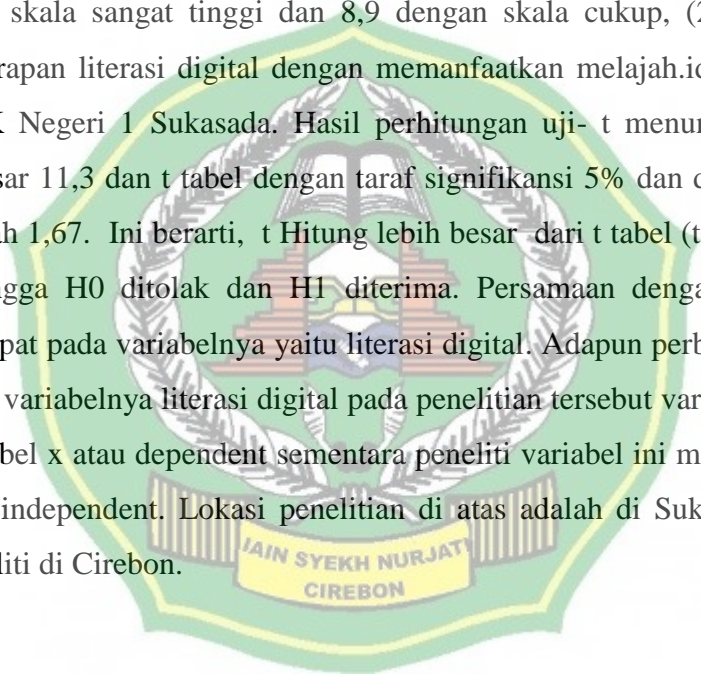 skala sangat tinggi dan 8,9 dengan skala cukup, (2
rapan literasi digital dengan memanfaatkan melajah.id
K Negeri 1 Sukasada. Hasil perhitungan uji- t menun
sar 11,3 dan t tabel dengan taraf signifikansi 5% dan d
ah 1,67. Ini berarti, t Hitung lebih besar dari t tabel (t
ngga H0 ditolak dan H1 diterima. Persamaan denga
pat pada variabelnya yaitu literasi digital. Adapun perb
variabelnya literasi digital pada penelitian tersebut var
bel x atau dependent sementara peneliti variabel ini m
independent. Lokasi penelitian di atas adalah di Suk
liti di Cirebon.
IAIN SYEKH NURJATI
CIREBON